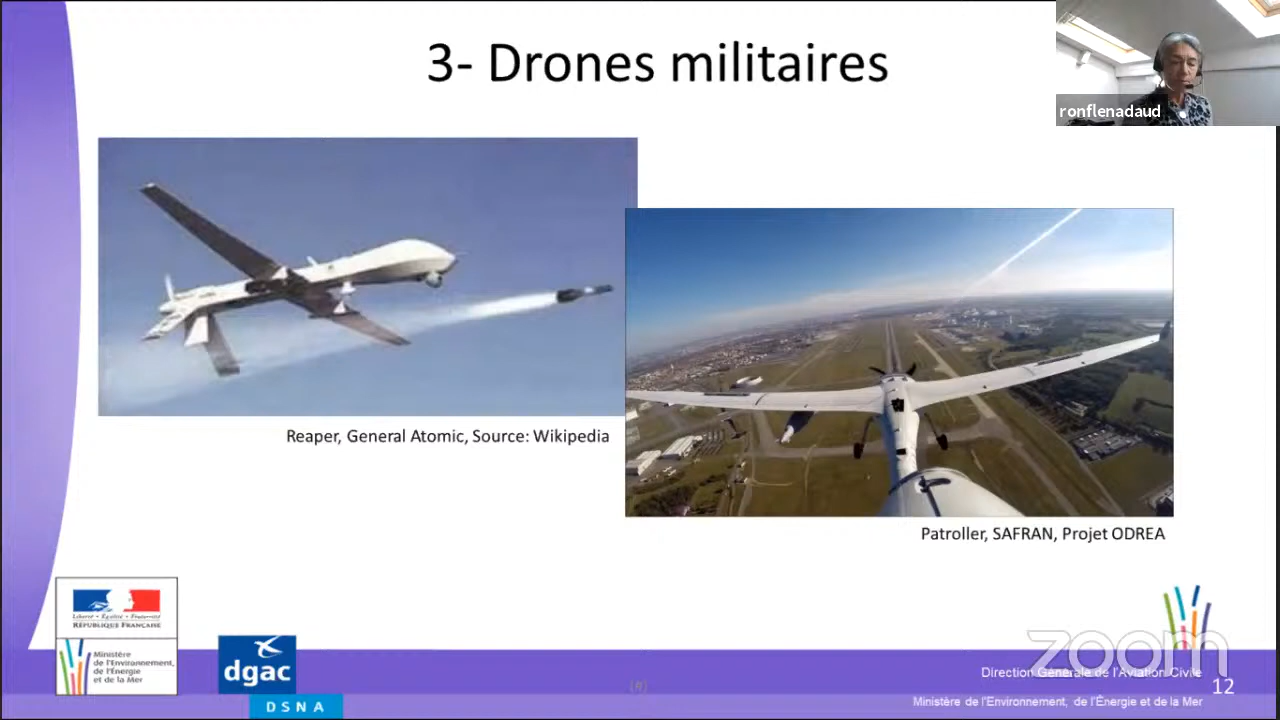 3- Drones militaires
ronflenadaud
Reaper, General Atomic, Source: Wikipedia
Patroller, SAFRAN, Projet ODREA
Liberté • Égalité • Fraternité
RÉPUBLIQUE FRANÇAISE
Ministère
de l'Environnement,
de l'Énergie
et de la Mer
dgac
DSNA
(#)
zoom
Direction Générale de l'Aviation Civile
12
Ministère de l'Environnement, de l'Énergie et de la Mer